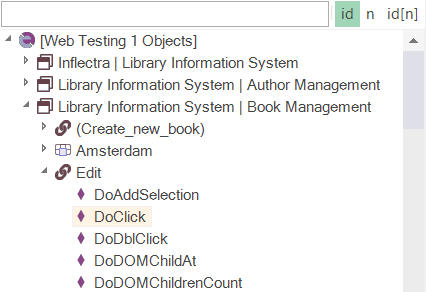 id n id[n]
[Web Testing 1 Objects]
Inflectra | Library Information System
Library Information System | Author Management
Library Information System | Book Management
(Create_new_book)
Amsterdam
Edit
DoAddSelection
DoClick
DoDblClick
DoDOMChildAt
DoDOMChildrenCount